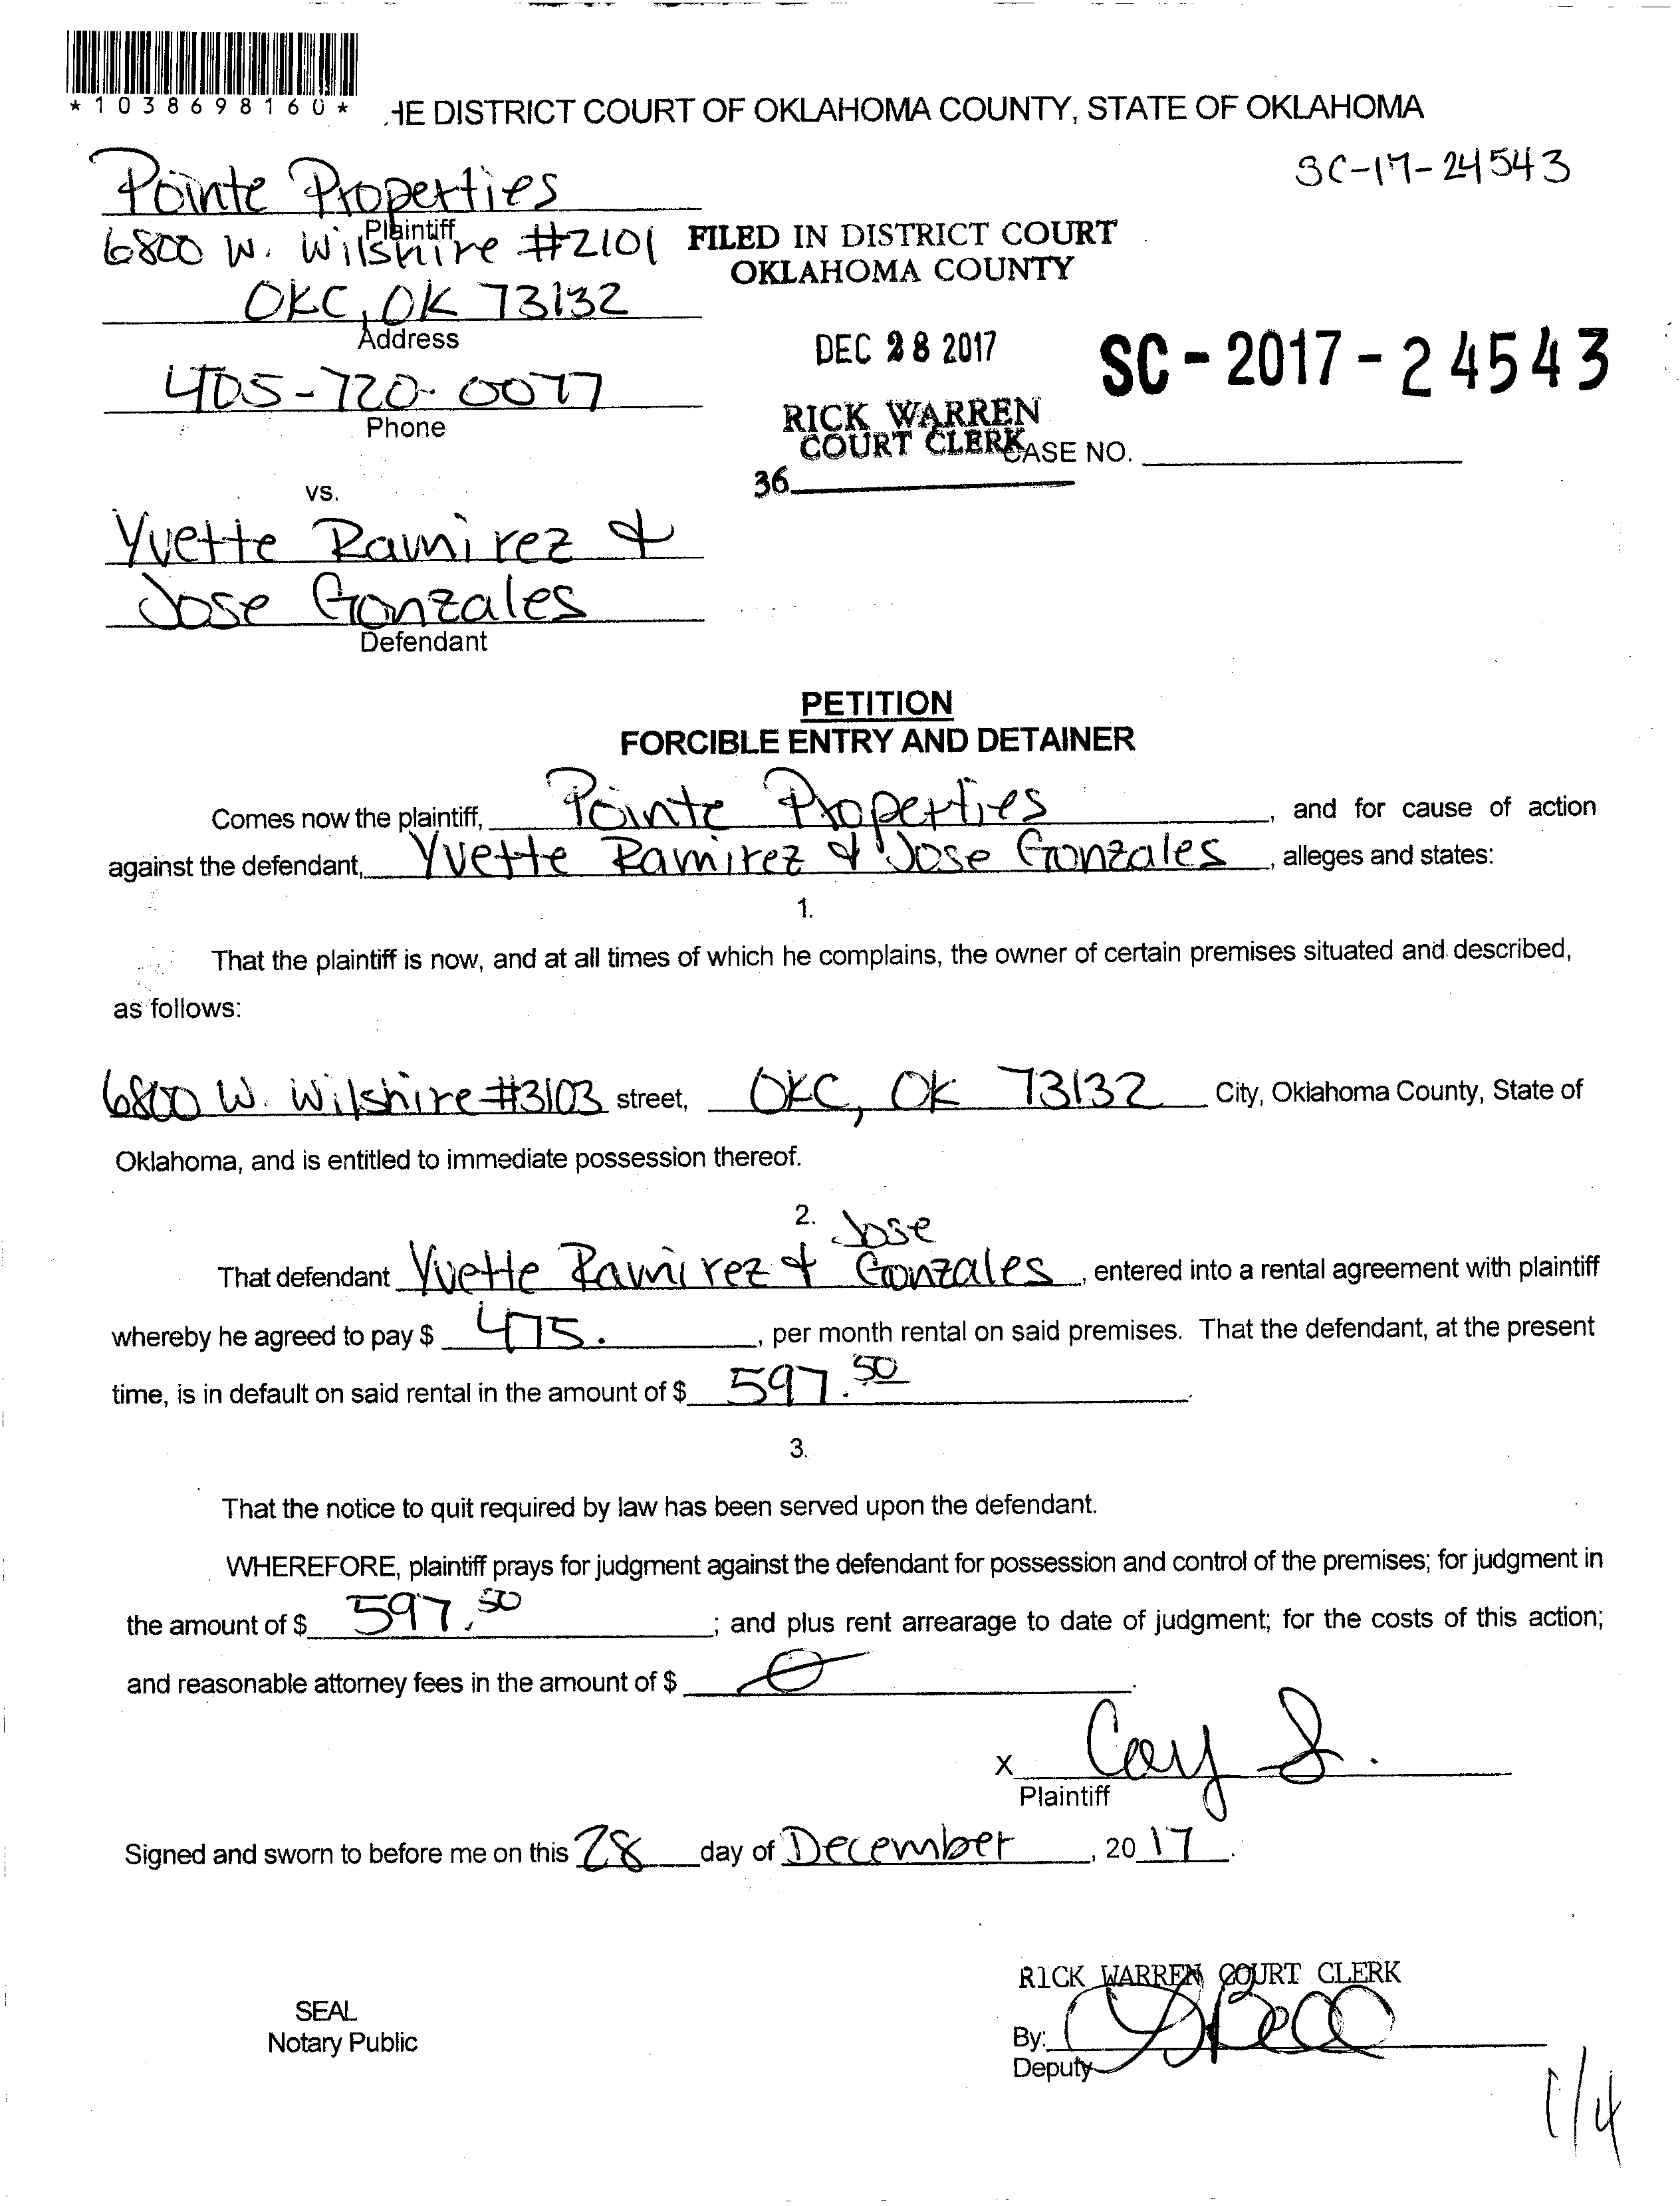 *1038698160*
HE DISTRICT COURT OF OKLAHOMA COUNTY, STATE OF OKLAHOMA
SC-17-24543
Pointe Properties
Plaintiff
6800 W. Wilshire #2101
OKC, OK 73132
Address
405-720-0077
Phone
FILED IN DISTRICT COURT
OKLAHOMA COUNTY
DEC 28 2017
RICK WARREN
COURT CLERK
36
SC-2017-24543
CASE NO.
vs.
Yvette Ramirez &
Jose Gonzales
Defendant
PETITION
FORCIBLE ENTRY AND DETAINER
Comes now the plaintiff, Pointe Properties, and for cause of action
against the defendant, Yvette Ramirez & Jose Gonzales, alleges and states:
1.
That the plaintiff is now, and at all times of which he complains, the owner of certain premises situated and described,
as follows:
6800 W. Wilshire #3103 street, OKC, OK 73132 City, Oklahoma County, State of
Oklahoma, and is entitled to immediate possession thereof.
2.
That defendant Yvette Ramirez & Jose Gonzales, entered into a rental agreement with plaintiff
whereby he agreed to pay $ 475., per month rental on said premises. That the defendant, at the present
time, is in default on said rental in the amount of $ 597.50.
3.
That the notice to quit required by law has been served upon the defendant.
WHEREFORE, plaintiff prays for judgment against the defendant for possession and control of the premises; for judgment in
the amount of $ 597.50; and plus rent arrearage to date of judgment; for the costs of this action;
and reasonable attorney fees in the amount of $ 0.
X
Plaintiff
Signed and sworn to before me on this 28 day of December, 2017.
SEAL
Notary Public
RICK WARREN COURT CLERK
By:
Deputy
1/4